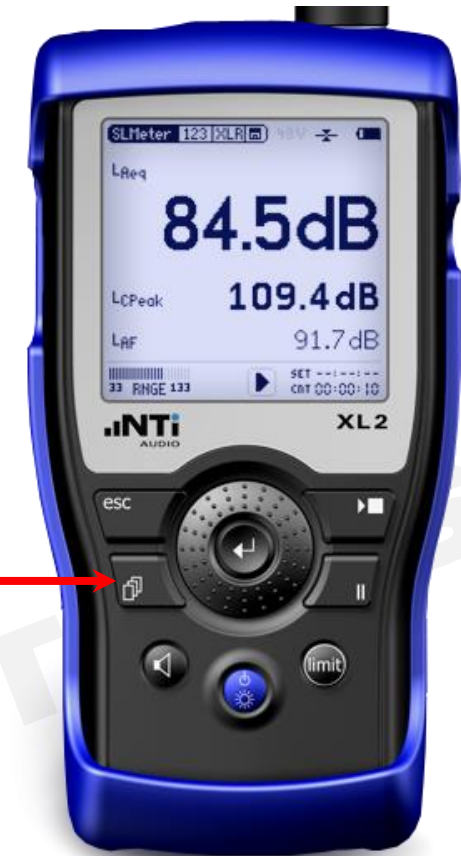 SLMeter 123 XLR 48V
LAeq
84.5dB
LCPeak 109.4dB
LAF 91.7dB
33 RNGE 133 SET --:--:--
CNT 00:00:10
NTi
AUDIO
XL2
esc
limit